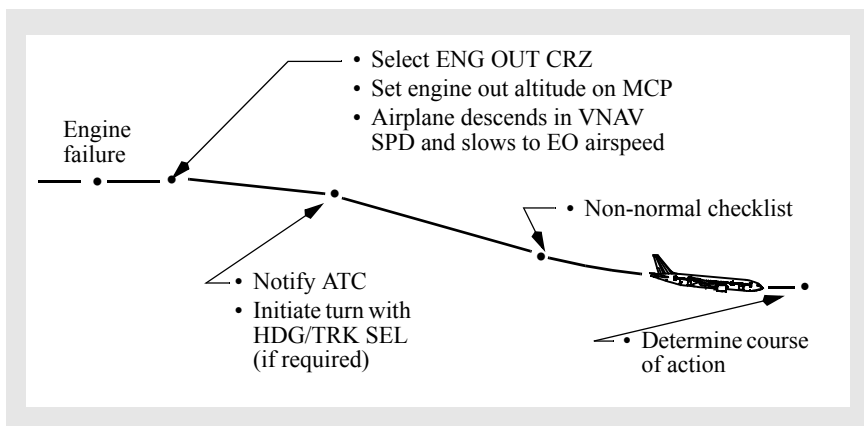 • Select ENG OUT CRZ
• Set engine out altitude on MCP
• Airplane descends in VNAV
SPD and slows to EO airspeed
Engine
failure
• Non-normal checklist
• Notify ATC
• Initiate turn with
HDG/TRK SEL
(if required)
• Determine course
of action